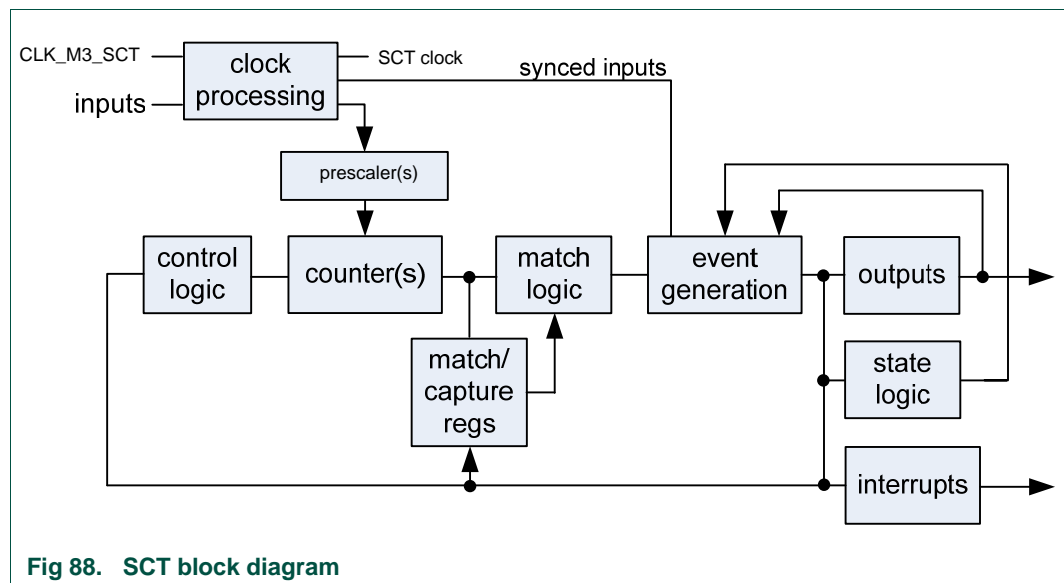 CLK_M3_SCT
inputs
clock
processing
SCT clock
synced inputs
prescaler(s)
control
logic
counter(s)
match
logic
event
generation
outputs
match/
capture
regs
state
logic
interrupts
Fig 88. SCT block diagram